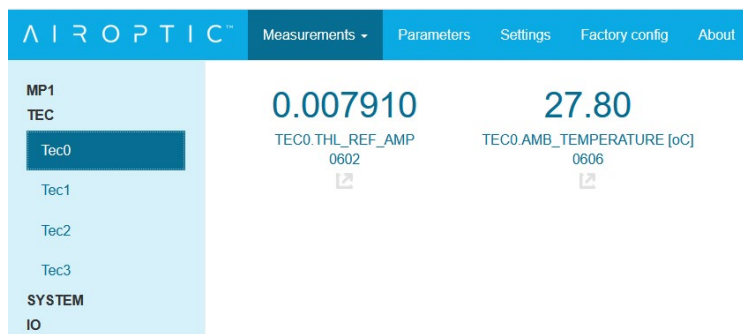 AIROPTIC™ Measurements Parameters Settings Factory config About
MP1
TEC
Tec0
Tec1
Tec2
Tec3
SYSTEM
IO
0.007910 27.80
TEC0.THL_REF_AMP TEC0.AMB_TEMPERATURE [oC]
0602 0606